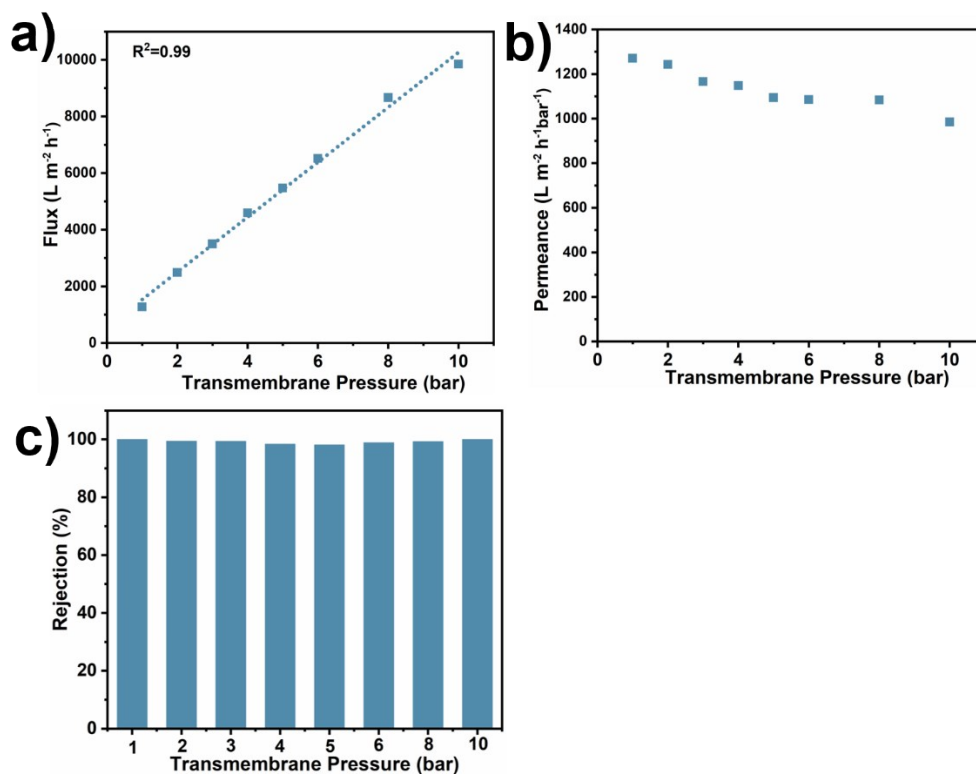 a)
R²=0.99
Flux (L m⁻² h⁻¹)
10000
8000
6000
4000
2000
0
0 2 4 6 8 10
Transmembrane Pressure (bar)
b)
Permeance (L m⁻² h⁻¹bar⁻¹)
1400
1200
1000
800
600
400
200
0
0 2 4 6 8 10
Transmembrane Pressure (bar)
c)
Rejection (%)
100
80
60
40
20
0
1 2 3 4 5 6 8 10
Transmembrane Pressure (bar)